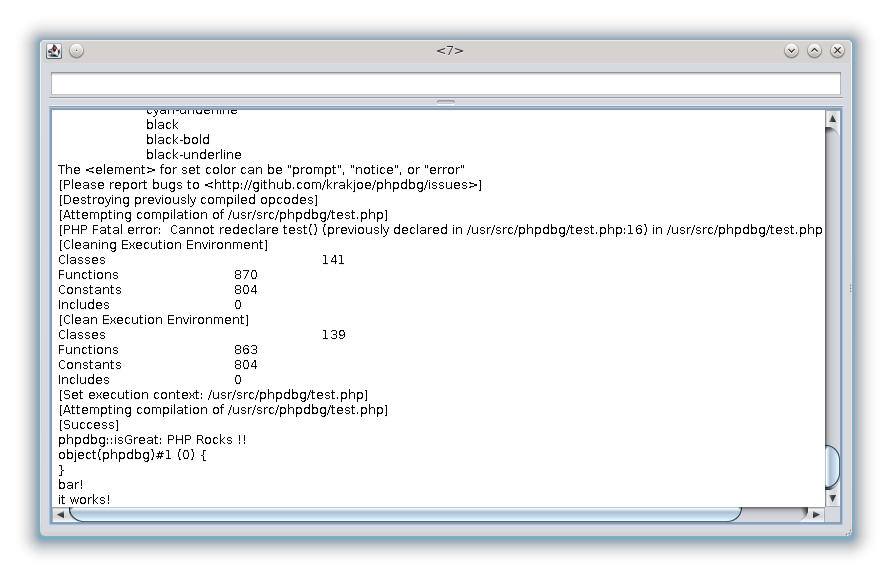 <7>
cyan-underline
black
black-bold
black-underline
The <element> for set color can be "prompt", "notice", or "error"
[Please report bugs to <http://github.com/krakjoe/phpdbg/issues>]
[Destroying previously compiled opcodes]
[Attempting compilation of /usr/src/phpdbg/test.php]
[PHP Fatal error:  Cannot redeclare test() (previously declared in /usr/src/phpdbg/test.php:16) in /usr/src/phpdbg/test.php
[Cleaning Execution Environment]
Classes 141
Functions 870
Constants 804
Includes 0
[Clean Execution Environment]
Classes 139
Functions 863
Constants 804
Includes 0
[Set execution context: /usr/src/phpdbg/test.php]
[Attempting compilation of /usr/src/phpdbg/test.php]
[Success]
phpdbg::isGreat: PHP Rocks !!
object(phpdbg)#1 (0) {
}
bar!
it works!